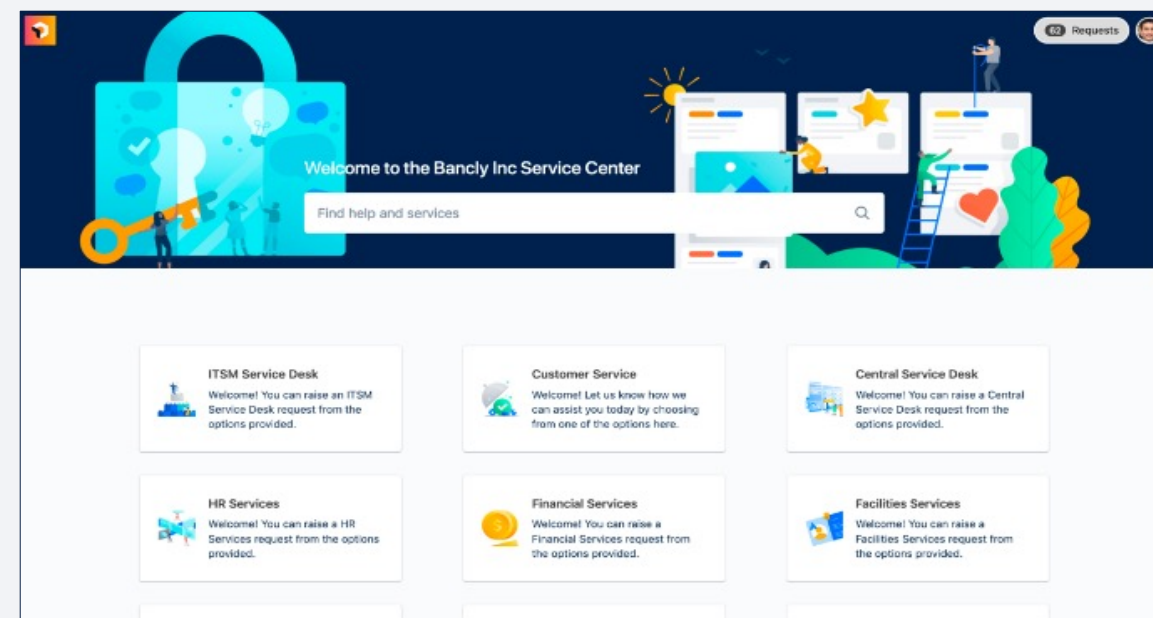 62 Requests
Welcome to the Bancly Inc Service Center
Find help and services
ITSM Service Desk
Welcome! You can raise an ITSM
Service Desk request from the
options provided.
Customer Service
Welcome! Let us know how we
can assist you today by choosing
from one of the options here.
Central Service Desk
Welcome! You can raise a Central
Service Desk request from the
options provided.
HR Services
Welcome! You can raise a HR
Services request from the options
provided.
Financial Services
Welcome! You can raise a
Financial Services request from
the options provided.
Facilities Services
Welcome! You can raise a
Facilities Services request from
the options provided.